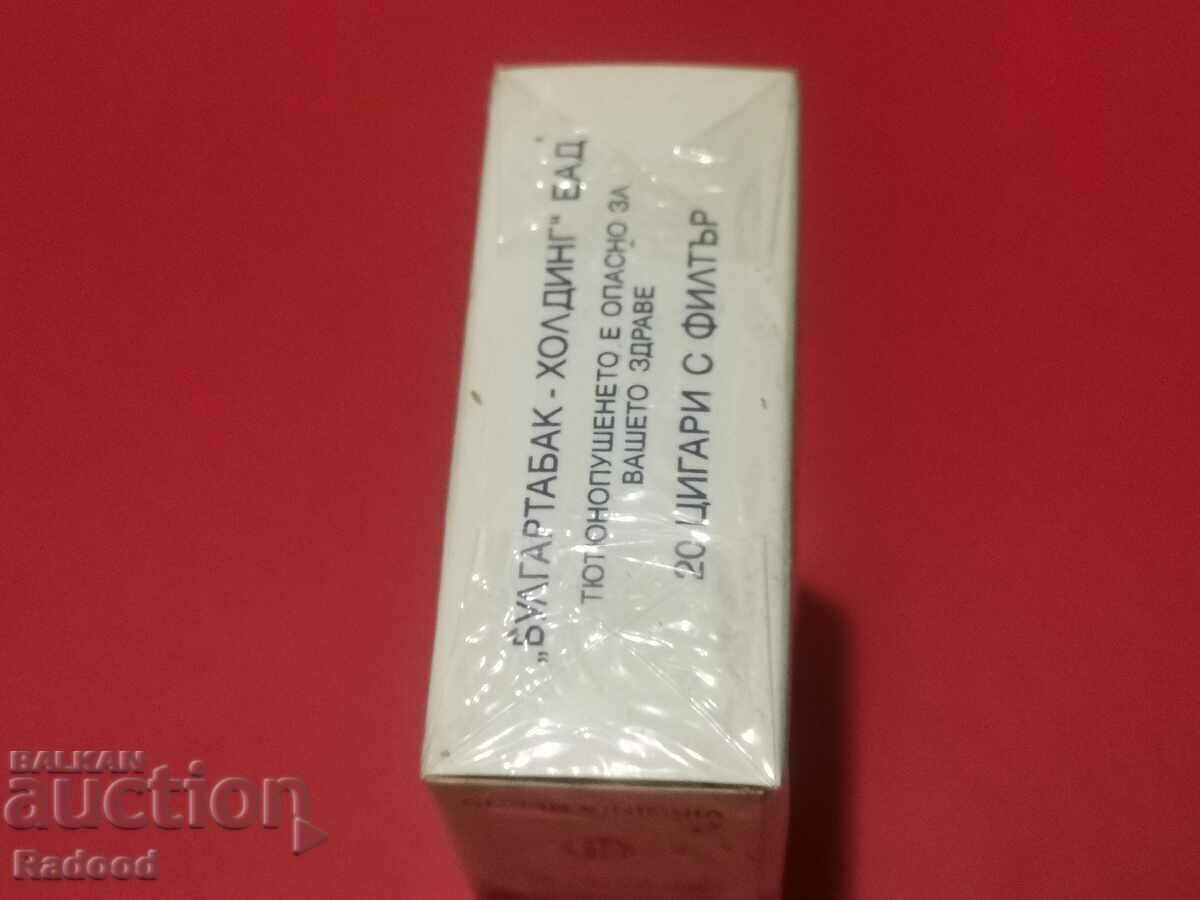 „БУЛГАРТАБАК - ХОЛДИНГ“ ЕАД
ТЮТЮНОПУШЕНЕТО Е ОПАСНО ЗА
ВАШЕТО ЗДРАВЕ
20 ЦИГАРИ С ФИЛТЪР
BALKAN
auction
Radood